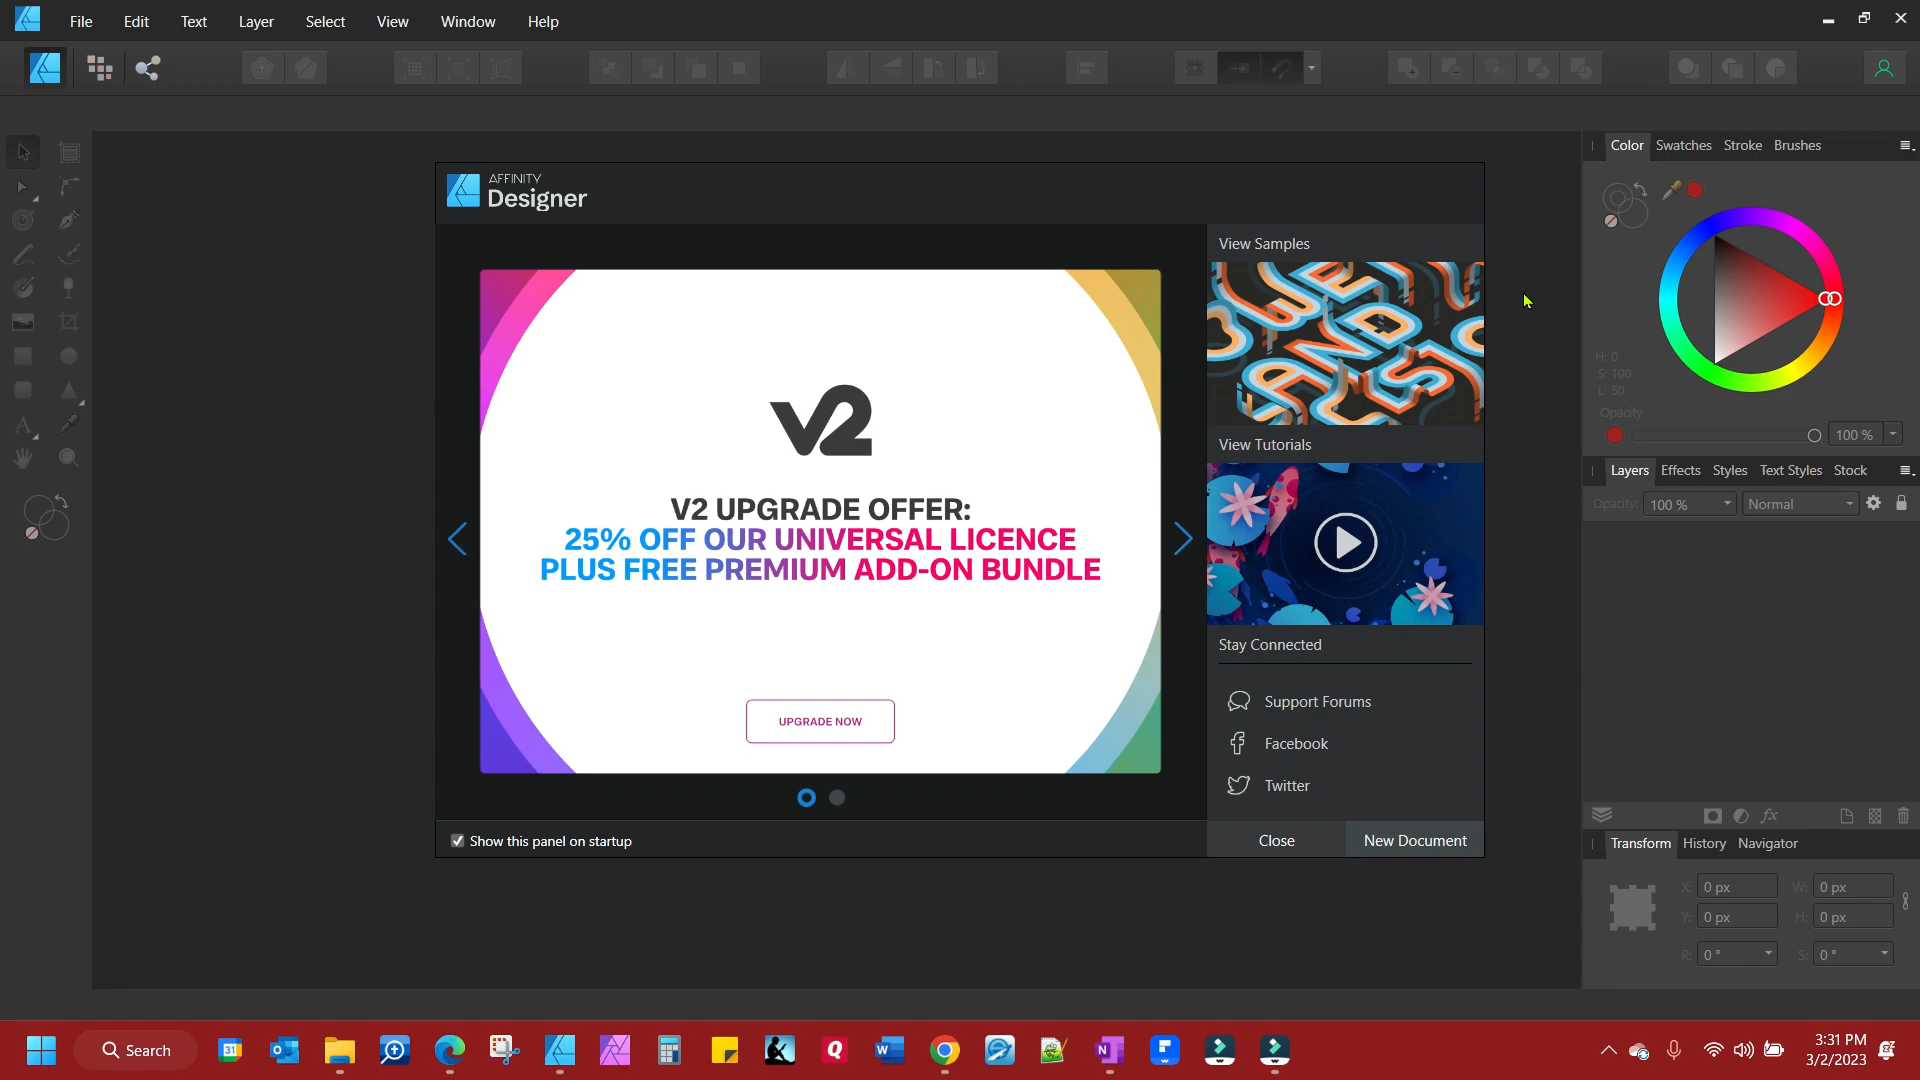 File Edit Text Layer Select View Window Help
Color Swatches Stroke Brushes
AFFINITY
Designer
View Samples
V2
V2 UPGRADE OFFER:
25% OFF OUR UNIVERSAL LICENCE
PLUS FREE PREMIUM ADD-ON BUNDLE
UPGRADE NOW
View Tutorials
Stay Connected
Support Forums
Facebook
Twitter
Show this panel on startup
Close
New Document
H: 0
S: 100
L: 50
Opacity
100 %
Layers Effects Styles Text Styles Stock
Opacity: 100 % Normal
fx
Transform History Navigator
X: 0 px W: 0 px
Y: 0 px H: 0 px
R: 0 ° S: 0 °
A
Search
31
3:31 PM
3/2/2023